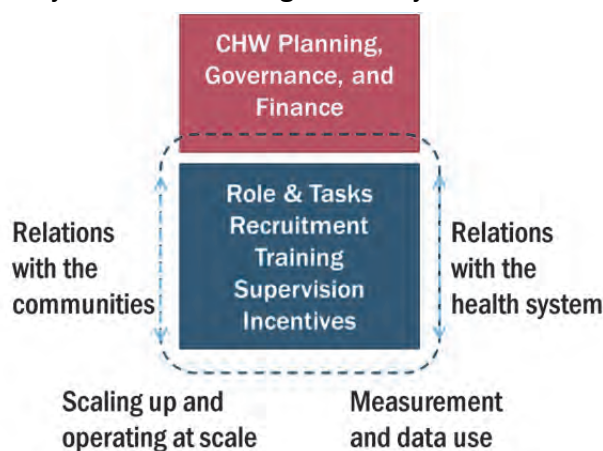 CHW Planning,
Governance, and
Finance
Role & Tasks
Recruitment
Training
Supervision
Incentives
Relations
with the
communities
Relations
with the
health system
Scaling up and
operating at scale
Measurement
and data use